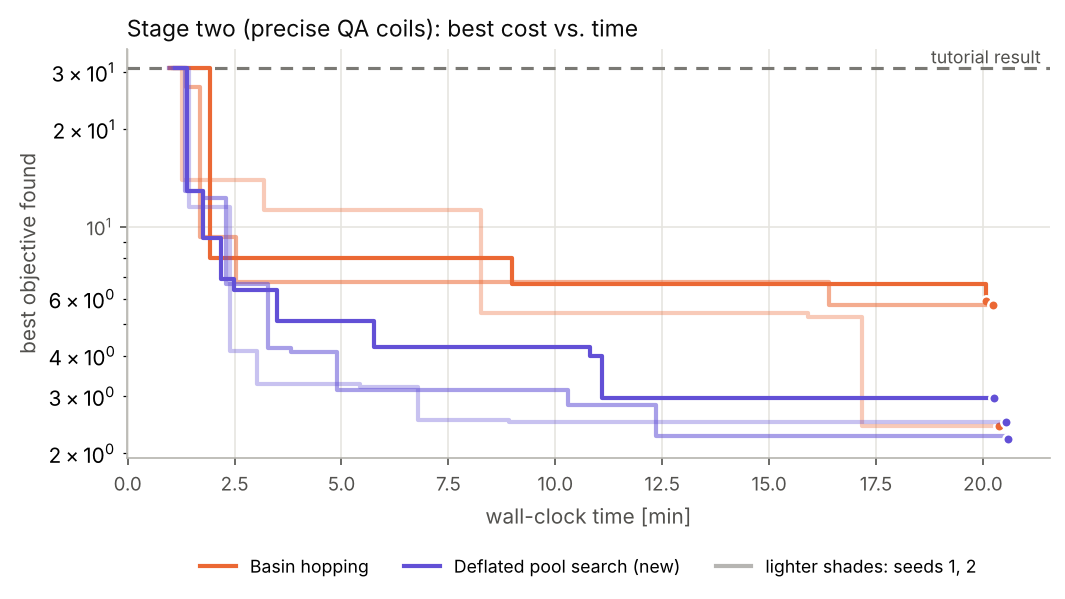 Stage two (precise QA coils): best cost vs. time
tutorial result
best objective found
3 × 10¹
2 × 10¹
10¹
6 × 10⁰
4 × 10⁰
3 × 10⁰
2 × 10⁰
0.0 2.5 5.0 7.5 10.0 12.5 15.0 17.5 20.0
wall-clock time [min]
Basin hopping Deflated pool search (new) lighter shades: seeds 1, 2